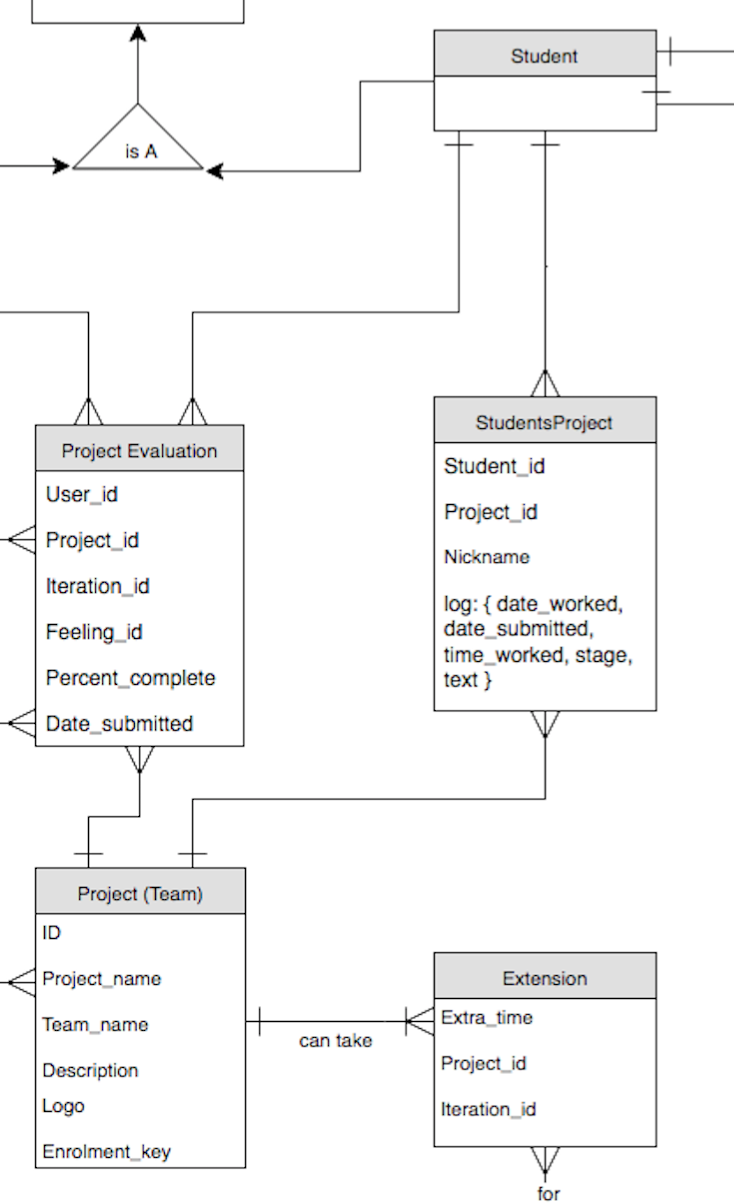 Student
is A
Project Evaluation
User_id
Project_id
Iteration_id
Feeling_id
Percent_complete
Date_submitted
StudentsProject
Student_id
Project_id
Nickname
log: { date_worked,
date_submitted,
time_worked, stage,
text }
Project (Team)
ID
Project_name
Team_name
Description
Logo
Enrolment_key
can take
Extension
Extra_time
Project_id
Iteration_id
for